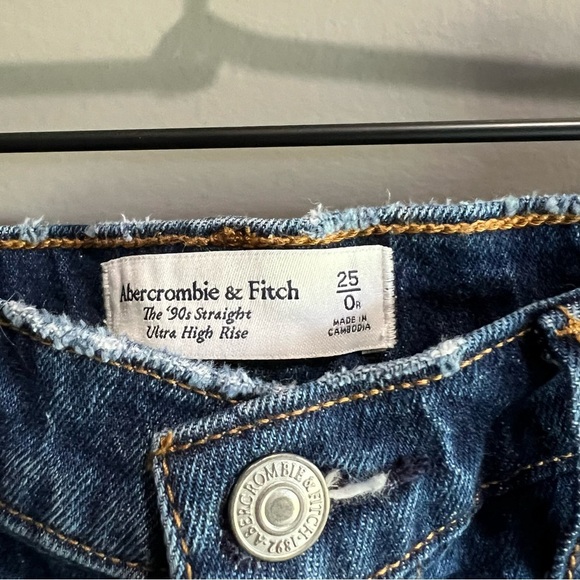 Abercrombie & Fitch
The '90s Straight
Ultra High Rise
25
0R
MADE IN
CAMBODIA
ABERCROMBIE & FITCH · 1892 ·